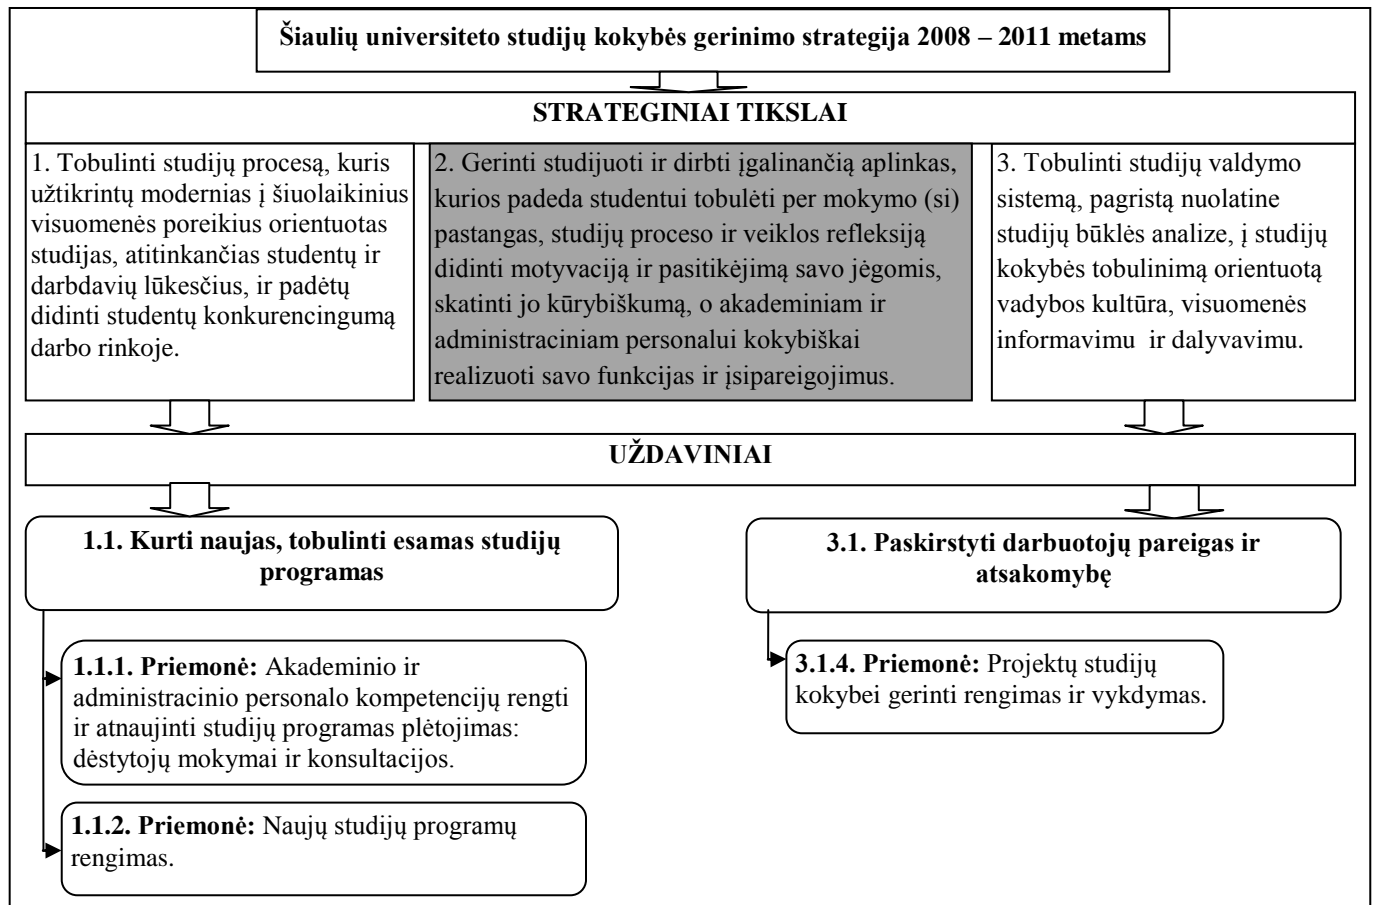 Šiaulių universiteto studijų kokybės gerinimo strategija 2008 – 2011 metams
STRATEGINIAI TIKSLAI
1. Tobulinti studijų procesą, kuris
užtikrintų modernias į šiuolaikinius
visuomenės poreikius orientuotas
studijas, atitinkančias studentų ir
darbdavių lūkesčius, ir padėtų
didinti studentų konkurencingumą
darbo rinkoje.
2. Gerinti studijuoti ir dirbti įgalinančią aplinkas,
kurios padeda studentui tobulėti per mokymo (si)
pastangas, studijų proceso ir veiklos refleksiją
didinti motyvaciją ir pasitikėjimą savo jėgomis,
skatinti jo kūrybiškumą, o akademiniam ir
administraciniam personalui kokybiškai
realizuoti savo funkcijas ir įsipareigojimus.
3. Tobulinti studijų valdymo
sistemą, pagristą nuolatine
studijų būklės analize, į studijų
kokybės tobulinimą orientuotą
vadybos kultūra, visuomenės
informavimu ir dalyvavimu.
UŽDAVINIAI
1.1. Kurti naujas, tobulinti esamas studijų
programas
1.1.1. Priemonė: Akademinio ir
administracinio personalo kompetencijų rengti
ir atnaujinti studijų programas plėtojimas:
dėstytojų mokymai ir konsultacijos.
1.1.2. Priemonė: Naujų studijų programų
rengimas.
3.1. Paskirstyti darbuotojų pareigas ir
atsakomybę
3.1.4. Priemonė: Projektų studijų
kokybei gerinti rengimas ir vykdymas.